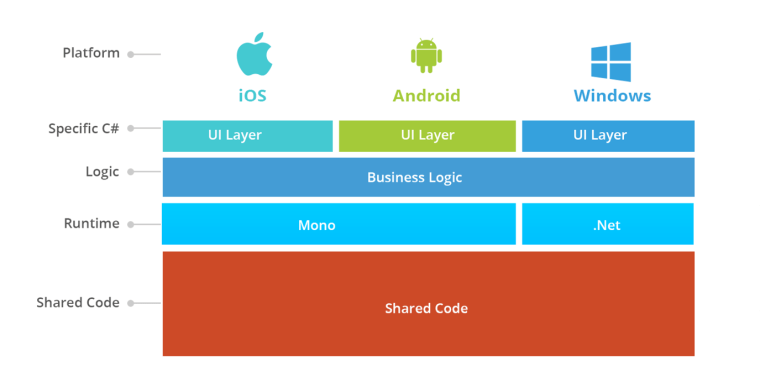 Platform
iOS
Android
Windows
Specific C#
UI Layer
UI Layer
UI Layer
Logic
Business Logic
Runtime
Mono
.Net
Shared Code
Shared Code